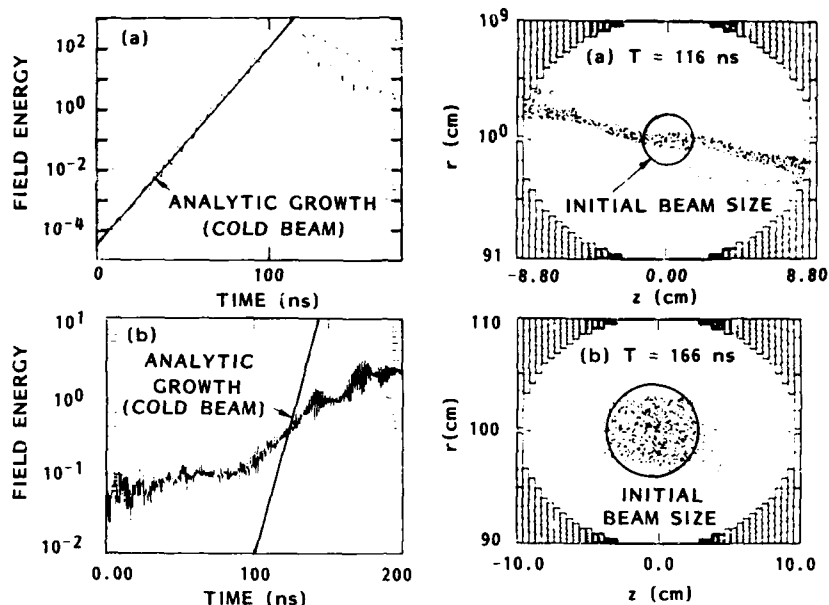 (a)
FIELD ENERGY
10²
10⁰
10⁻²
10⁻⁴
ANALYTIC GROWTH
(COLD BEAM)
0
100
TIME (ns)
(a) T = 116 ns
r (cm)
10⁹
10⁰
91
INITIAL BEAM SIZE
-8.80
0.00
8.80
z (cm)
(b)
FIELD ENERGY
10¹
10⁰
10⁻¹
10⁻²
ANALYTIC
GROWTH
(COLD BEAM)
0.00
100
200
TIME (ns)
(b) T = 166 ns
r(cm)
110
100
90
INITIAL
BEAM SIZE
-10.0
0.0
10.0
z (cm)